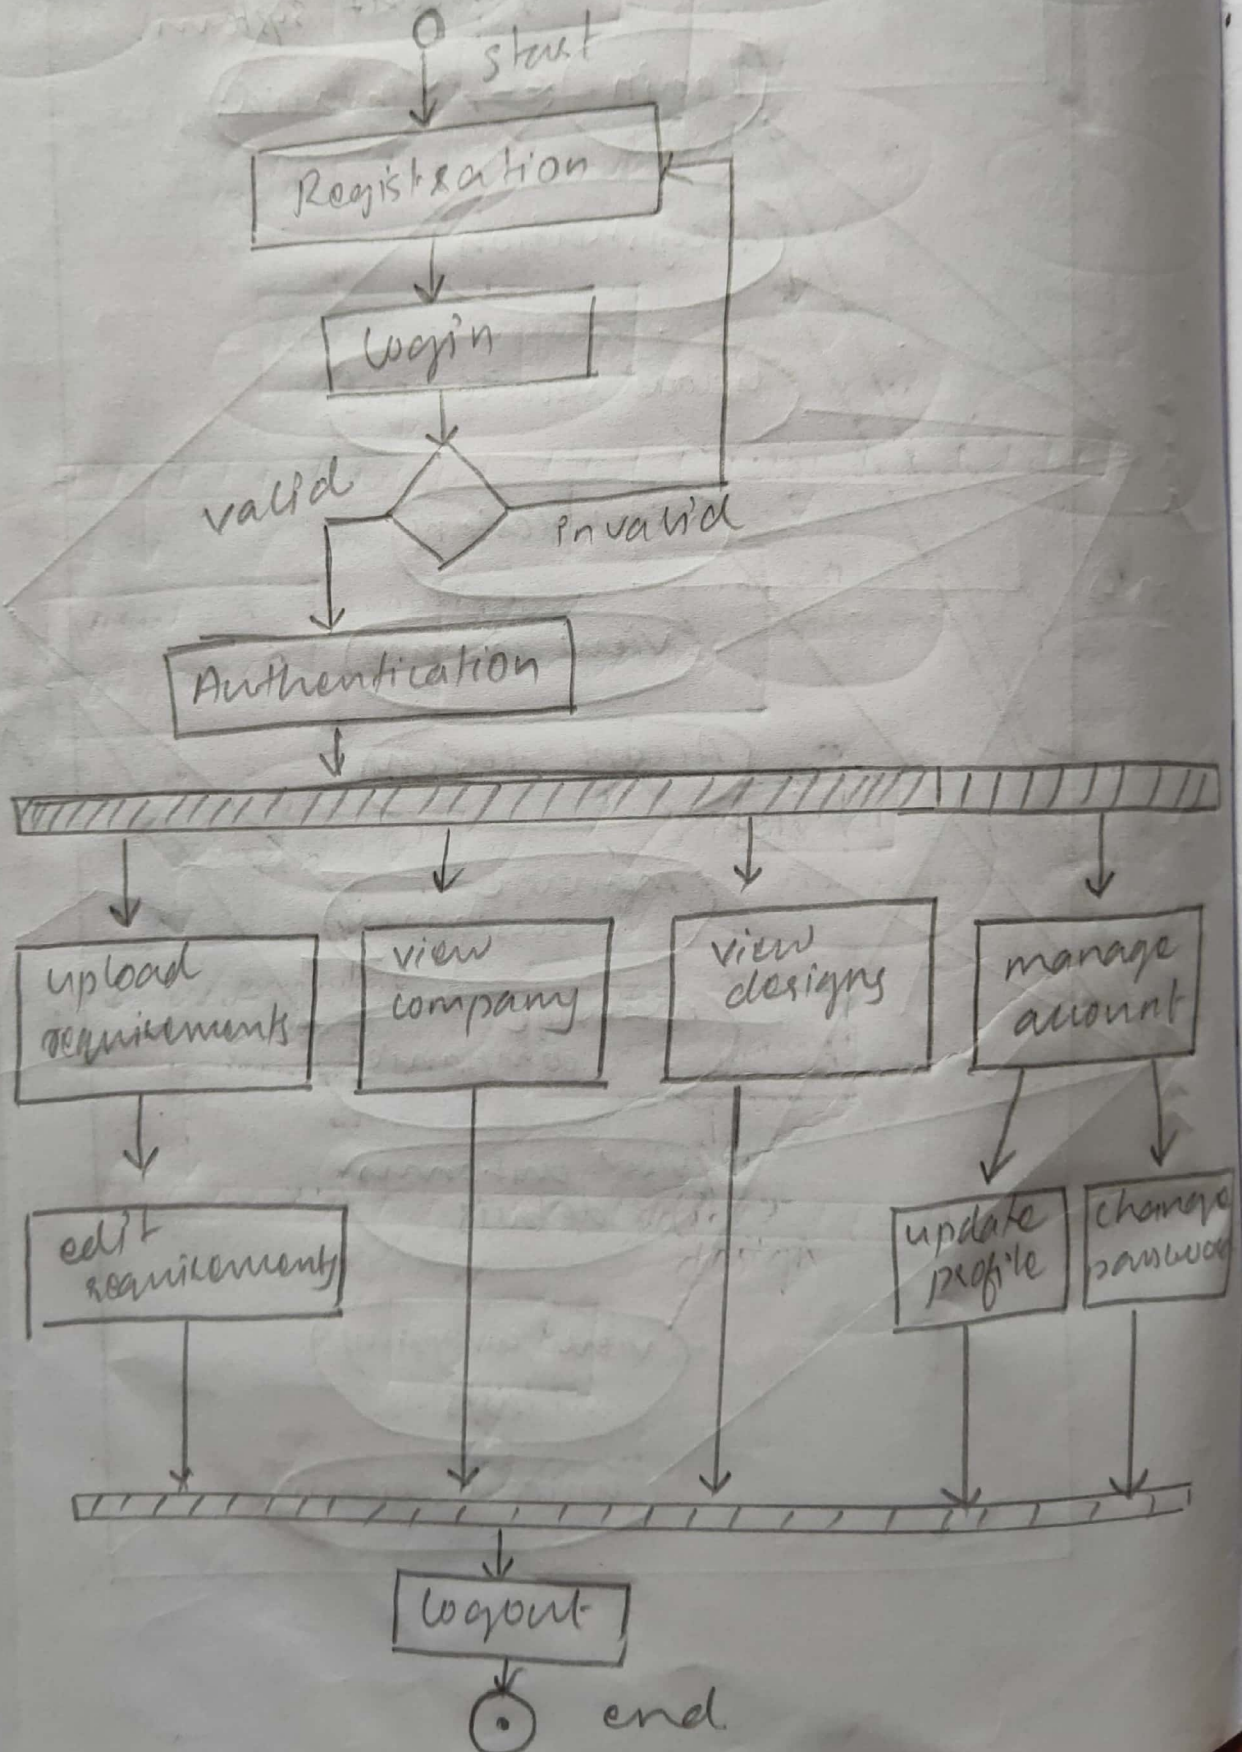 start
Registration
Login
valid
invalid
Authentication
upload
requirements
view
company
view
designs
manage
account
edit
requirements
update
profile
change
password
logout
end